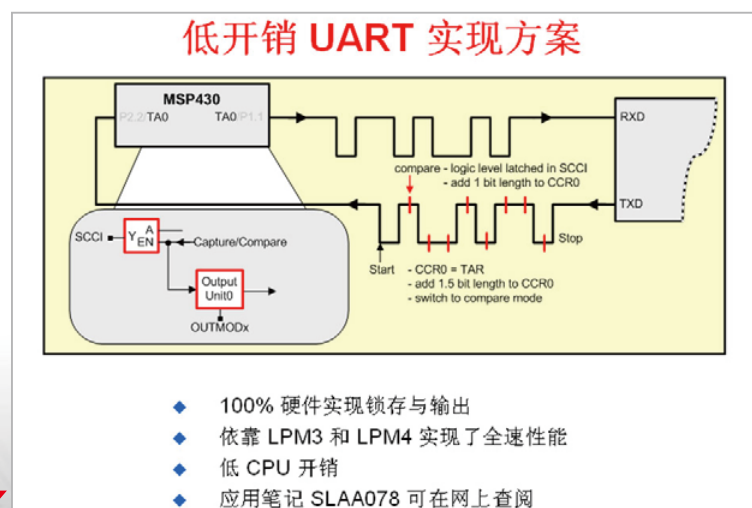 低开销 UART 实现方案
MSP430
P2.2/TA0
TA0/P1.1
RXD
compare - logic level latched in SCCI
- add 1 bit length to CCR0
TXD
SCCI
Y
A
EN
Capture/Compare
Output
Unit0
OUTMODx
Start
Stop
- CCR0 = TAR
- add 1.5 bit length to CCR0
- switch to compare mode
◆ 100% 硬件实现锁存与输出
◆ 依靠 LPM3 和 LPM4 实现了全速性能
◆ 低 CPU 开销
◆ 应用笔记 SLAA078 可在网上查阅